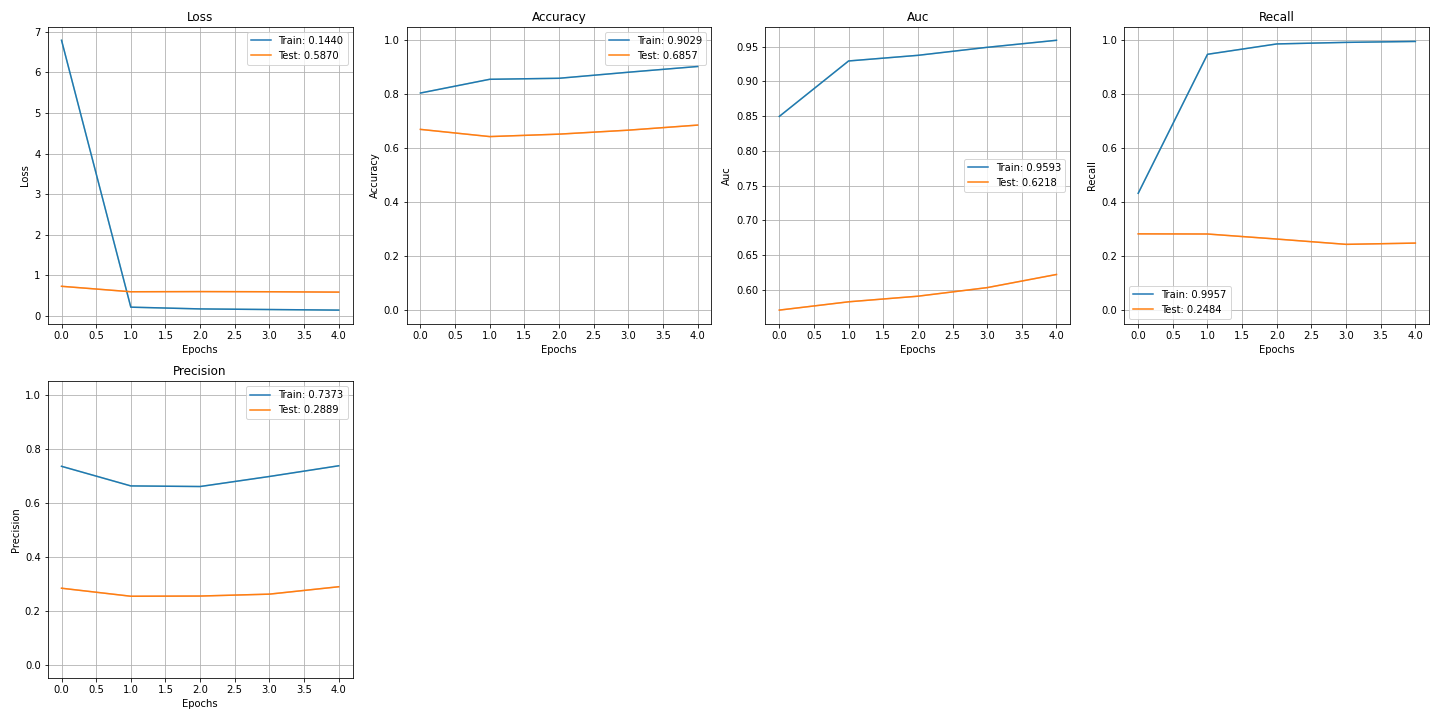 Loss
Train: 0.1440
Test: 0.5870
7
6
5
4
3
2
1
0
Loss
0.0 0.5 1.0 1.5 2.0 2.5 3.0 3.5 4.0
Epochs
Accuracy
Train: 0.9029
Test: 0.6857
1.0
0.8
0.6
0.4
0.2
0.0
Accuracy
0.0 0.5 1.0 1.5 2.0 2.5 3.0 3.5 4.0
Epochs
Auc
Train: 0.9593
Test: 0.6218
0.95
0.90
0.85
0.80
0.75
0.70
0.65
0.60
Auc
0.0 0.5 1.0 1.5 2.0 2.5 3.0 3.5 4.0
Epochs
Recall
Train: 0.9957
Test: 0.2484
1.0
0.8
0.6
0.4
0.2
0.0
Recall
0.0 0.5 1.0 1.5 2.0 2.5 3.0 3.5 4.0
Epochs
Precision
Train: 0.7373
Test: 0.2889
1.0
0.8
0.6
0.4
0.2
0.0
Precision
0.0 0.5 1.0 1.5 2.0 2.5 3.0 3.5 4.0
Epochs